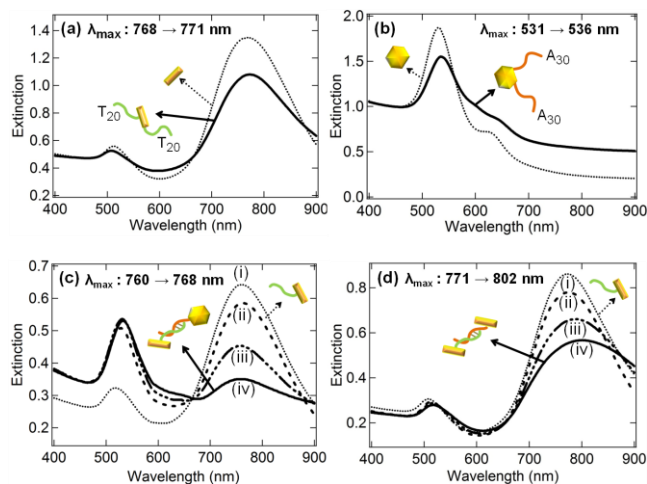 (a) λmax : 768 → 771 nm
T20
T20
Extinction
1.4
1.2
1.0
0.8
0.6
0.4
0.2
400 500 600 700 800 900
Wavelength (nm)
(b) λmax : 531 → 536 nm
A30
A30
Extinction
2.0
1.5
1.0
0.5
0.0
400 500 600 700 800 900
Wavelength (nm)
(c) λmax : 760 → 768 nm
(i)
(ii)
(iii)
(iv)
Extinction
0.6
0.5
0.4
0.3
0.2
400 500 600 700 800 900
Wavelength (nm)
(d) λmax : 771 → 802 nm
(i)
(ii)
(iii)
(iv)
Extinction
0.8
0.6
0.4
0.2
400 500 600 700 800 900
Wavelength (nm)